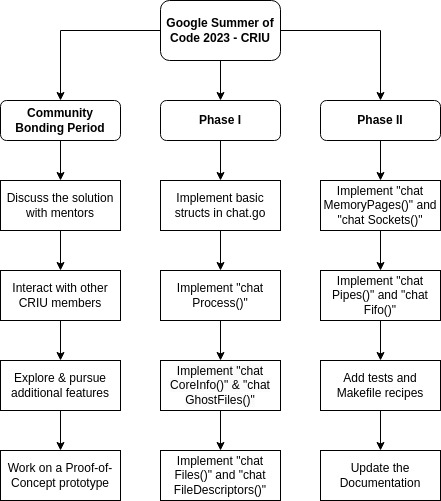 Google Summer of
Code 2023 - CRIU
Community
Bonding Period
Phase I
Phase II
Discuss the solution
with mentors
Implement basic
structs in chat.go
Implement "chat
MemoryPages()" and
"chat Sockets()"
Interact with other
CRIU members
Implement "chat
Process()"
Implement "chat
Pipes()" and "chat
Fifo()"
Explore & pursue
additional features
Implement "chat
CoreInfo()" & "chat
GhostFiles()"
Add tests and
Makefile recipes
Work on a Proof-of-
Concept prototype
Implement "chat
Files()" and "chat
FileDescriptors()"
Update the
Documentation